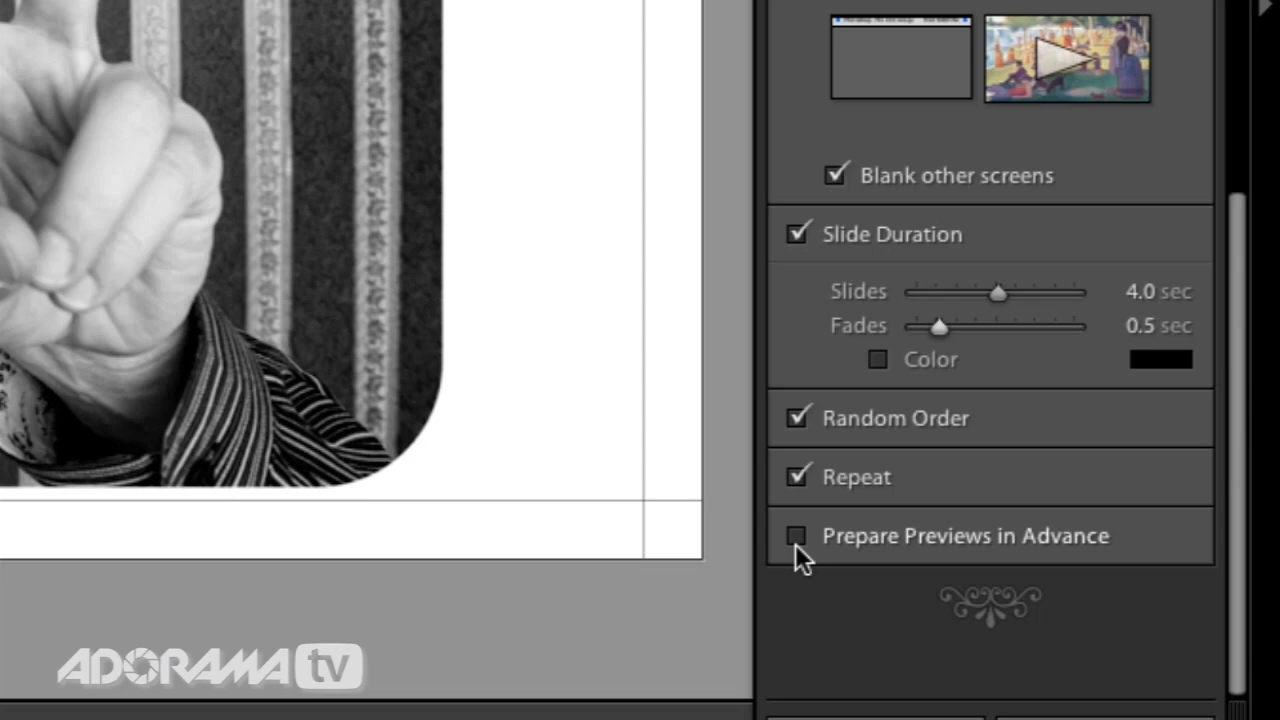 Blank other screens
Slide Duration
Slides 4.0 sec
Fades 0.5 sec
Color
Random Order
Repeat
Prepare Previews in Advance
ADORAMA tv